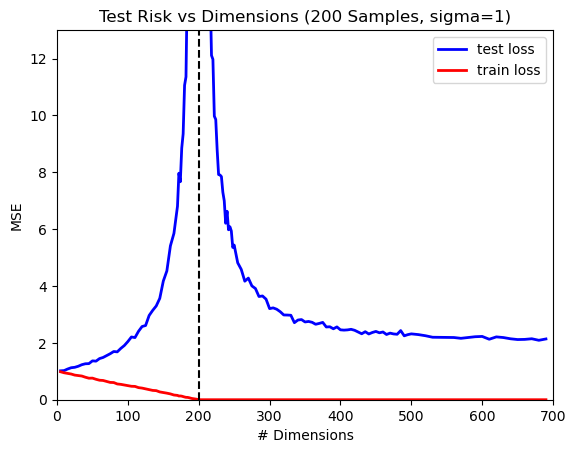 Test Risk vs Dimensions (200 Samples, sigma=1)
test loss
train loss
12
10
8
6
4
2
0
MSE
0 100 200 300 400 500 600 700
# Dimensions